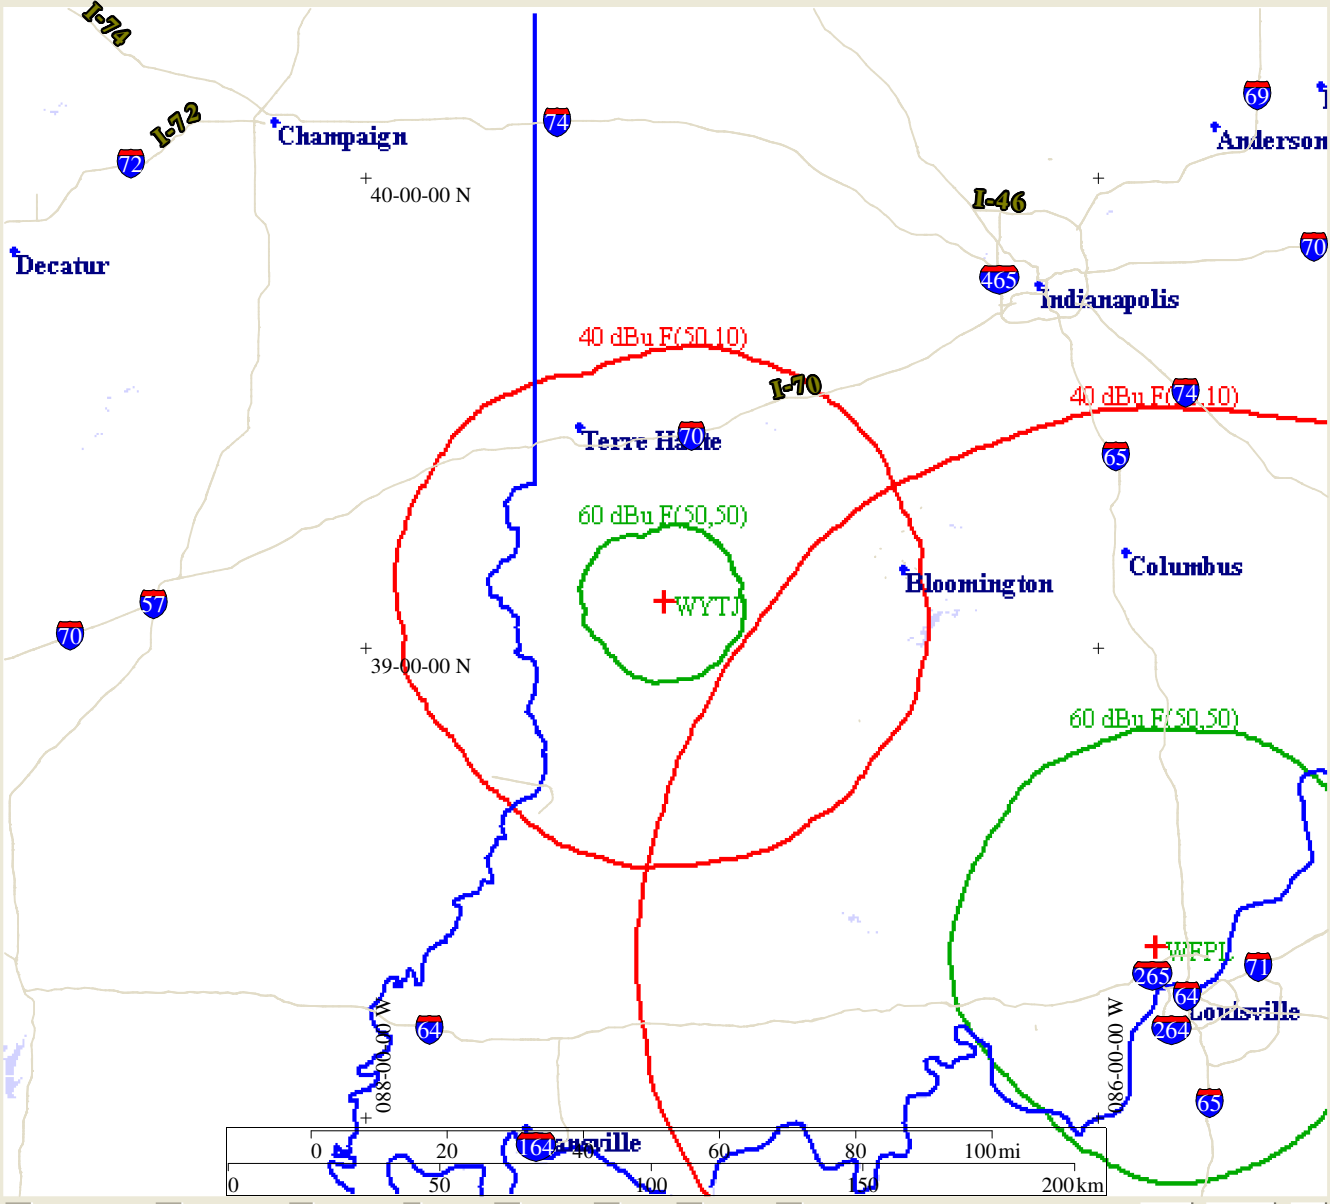 I-74
69
I-72
74
Champaign
Anderson
72
40-00-00 N
I-46
70
Decatur
465
Indianapolis
40 dBu F(50,10)
I-70
74
40 dBu F(50,10)
70
Terre Haute
65
60 dBu F(50,50)
Columbus
Bloomington
57
WYTJ
70
39-00-00 N
60 dBu F(50,50)
WFPL
265
71
64
Louisville
64
264
088-00-00 W
086-00-00 W
65
164
0 20 40 60 80 100 mi
0 50 100 150 200 km